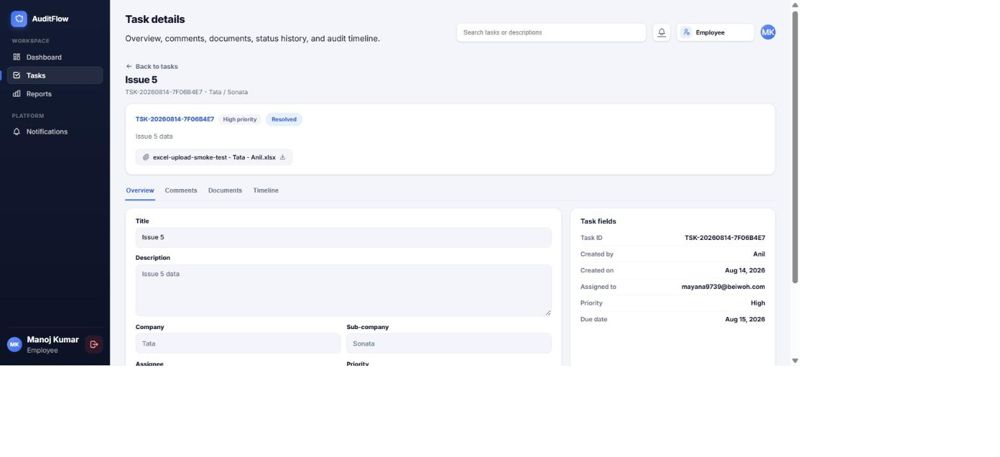 AuditFlow
WORKSPACE
Dashboard
Tasks
Reports
PLATFORM
Notifications
MK
Manoj Kumar
Employee
Task details
Overview, comments, documents, status history, and audit timeline.
Search tasks or descriptions
Employee
MK
Back to tasks
Issue 5
TSK-20260814-7F06B4E7 - Tata / Sonata
TSK-20260814-7F06B4E7 High priority Resolved
Issue 5 data
excel-upload-smoke-test - Tata - Anil.xlsx
Overview Comments Documents Timeline
Title
Issue 5
Description
Issue 5 data
Company Sub-company
Tata Sonata
Assignee Priority
Task fields
Task ID TSK-20260814-7F06B4E7
Created by Anil
Created on Aug 14, 2026
Assigned to mayana9739@beiwoh.com
Priority High
Due date Aug 15, 2026